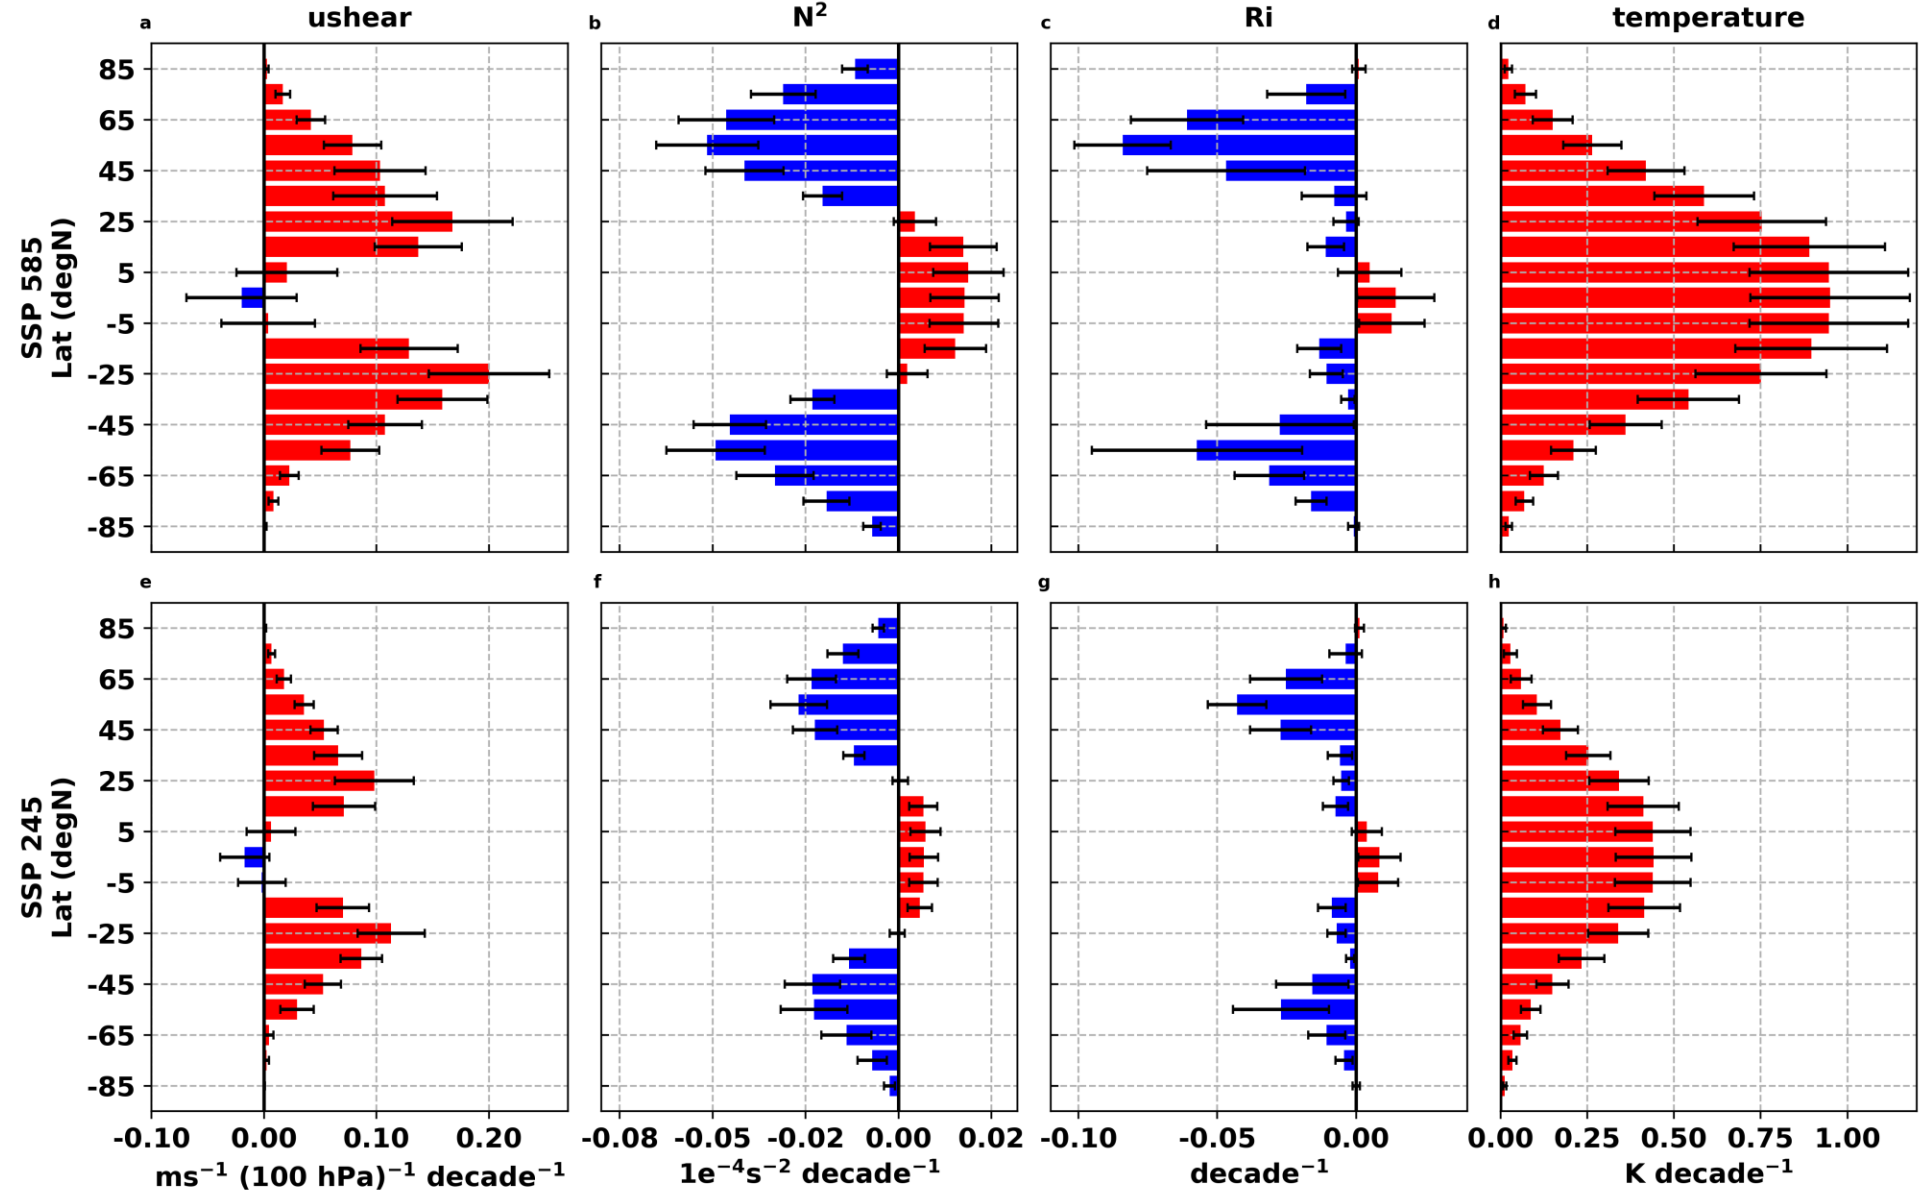 a ushear b N² c Ri d temperature
85
65
45
25
5
-5
-25
-45
-65
-85
SSP 585
Lat (degN)
e f g h
85
65
45
25
5
-5
-25
-45
-65
-85
SSP 245
Lat (degN)
-0.10 0.00 0.10 0.20 -0.08 -0.05 -0.02 0.00 0.02 -0.10 -0.05 0.00 0.00 0.25 0.50 0.75 1.00
ms⁻¹ (100 hPa)⁻¹ decade⁻¹ 1e⁻⁴s⁻² decade⁻¹ decade⁻¹ K decade⁻¹